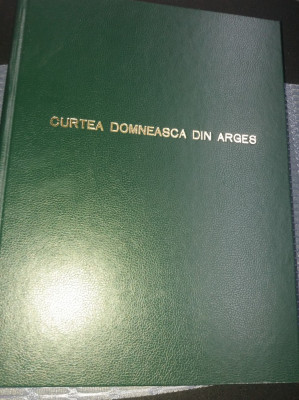 CURTEA DOMNEASCA DIN ARGES